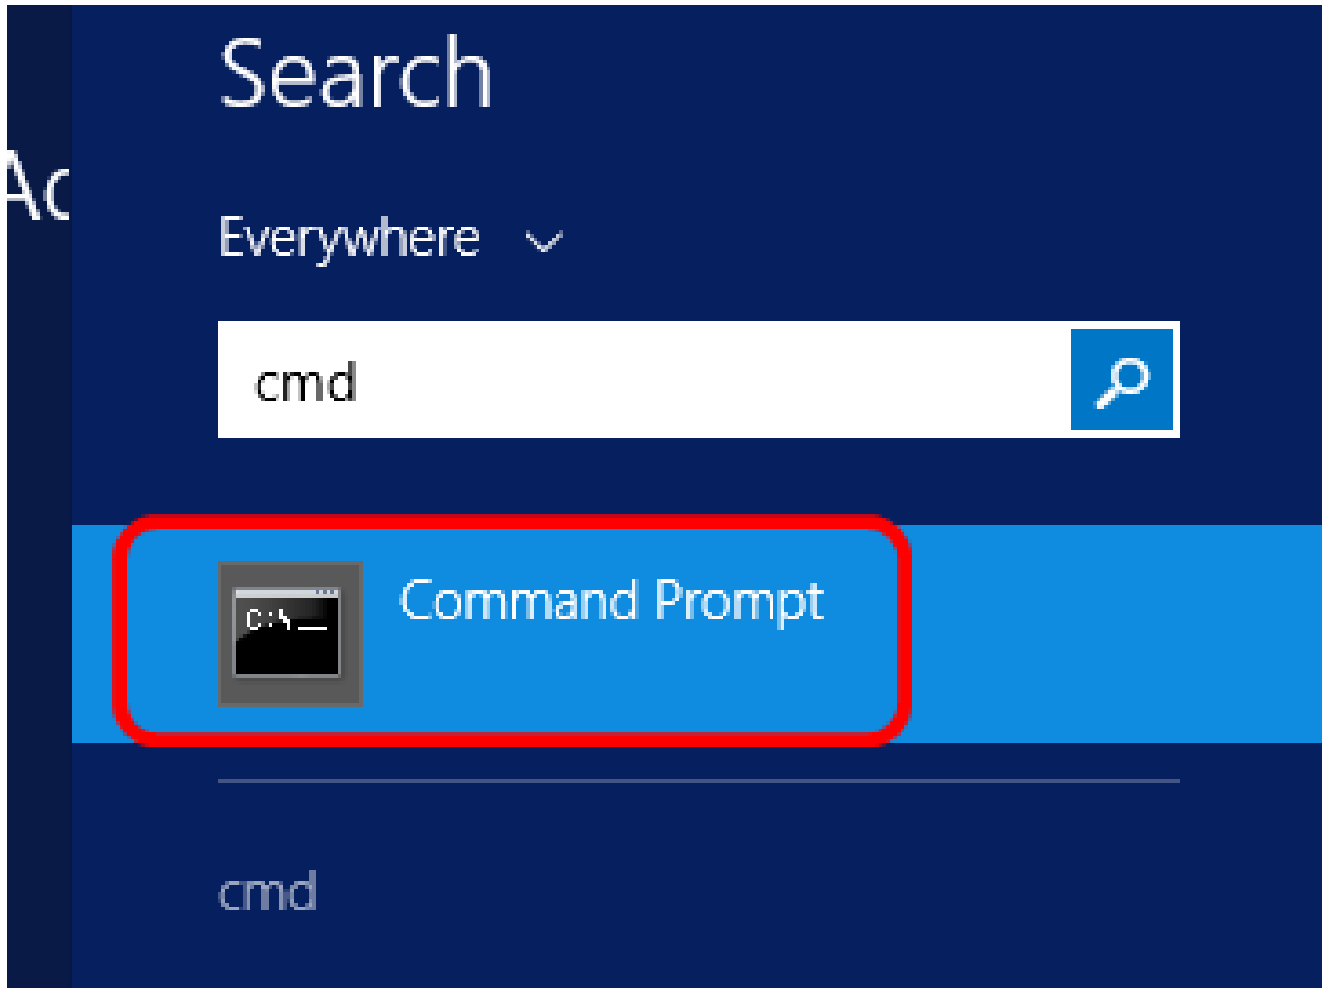 Search
Ac
Everywhere
cmd
C:\_
Command Prompt
cmd